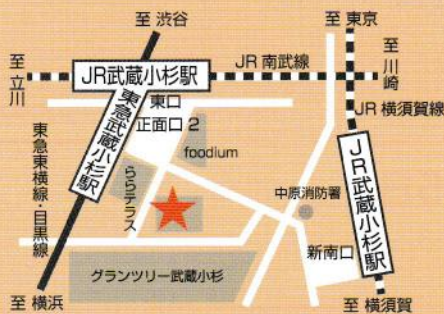 至 渋谷
至 東京
至 立川
JR武蔵小杉駅
JR 南武線
至 川崎
東口
正面口 2
東急武蔵小杉駅
foodium
JR 横須賀線
東急東横線・目黒線
ららテラス
中原消防署
JR武蔵小杉駅
新南口
グランツリー武蔵小杉
至 横浜
至 横須賀